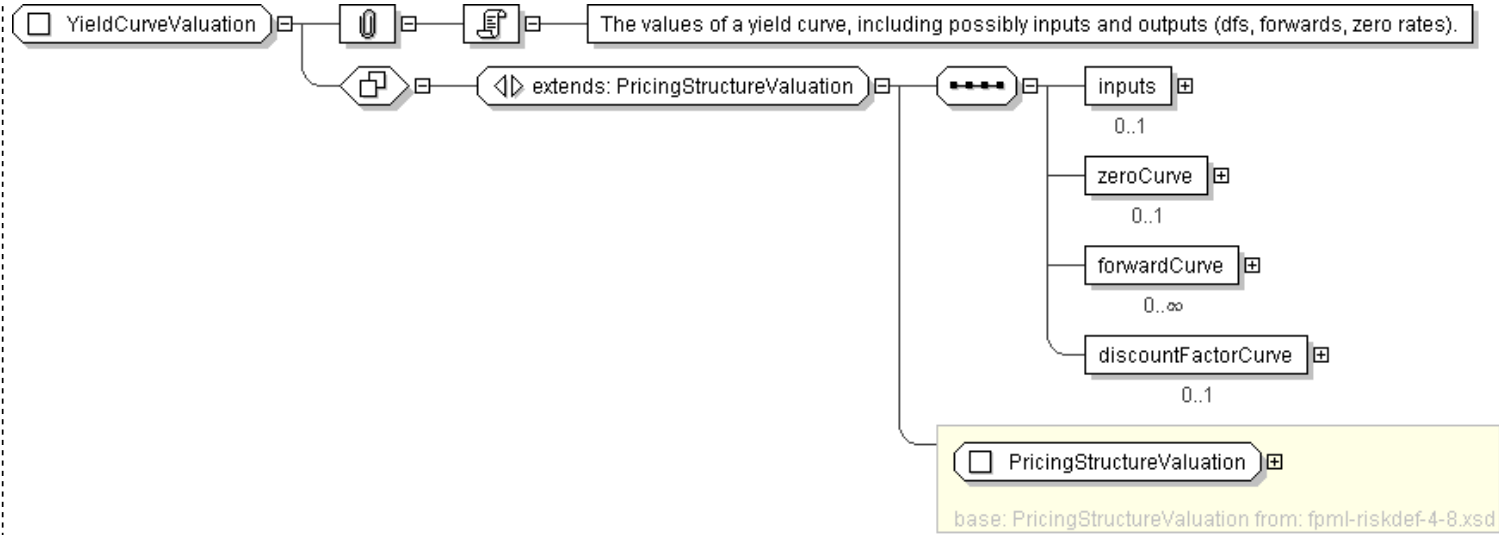 YieldCurveValuation
The values of a yield curve, including possibly inputs and outputs (dfs, forwards, zero rates).
extends: PricingStructureValuation
inputs
0..1
zeroCurve
0..1
forwardCurve
0..∞
discountFactorCurve
0..1
PricingStructureValuation
base: PricingStructureValuation from: fpml-riskdef-4-8.xsd